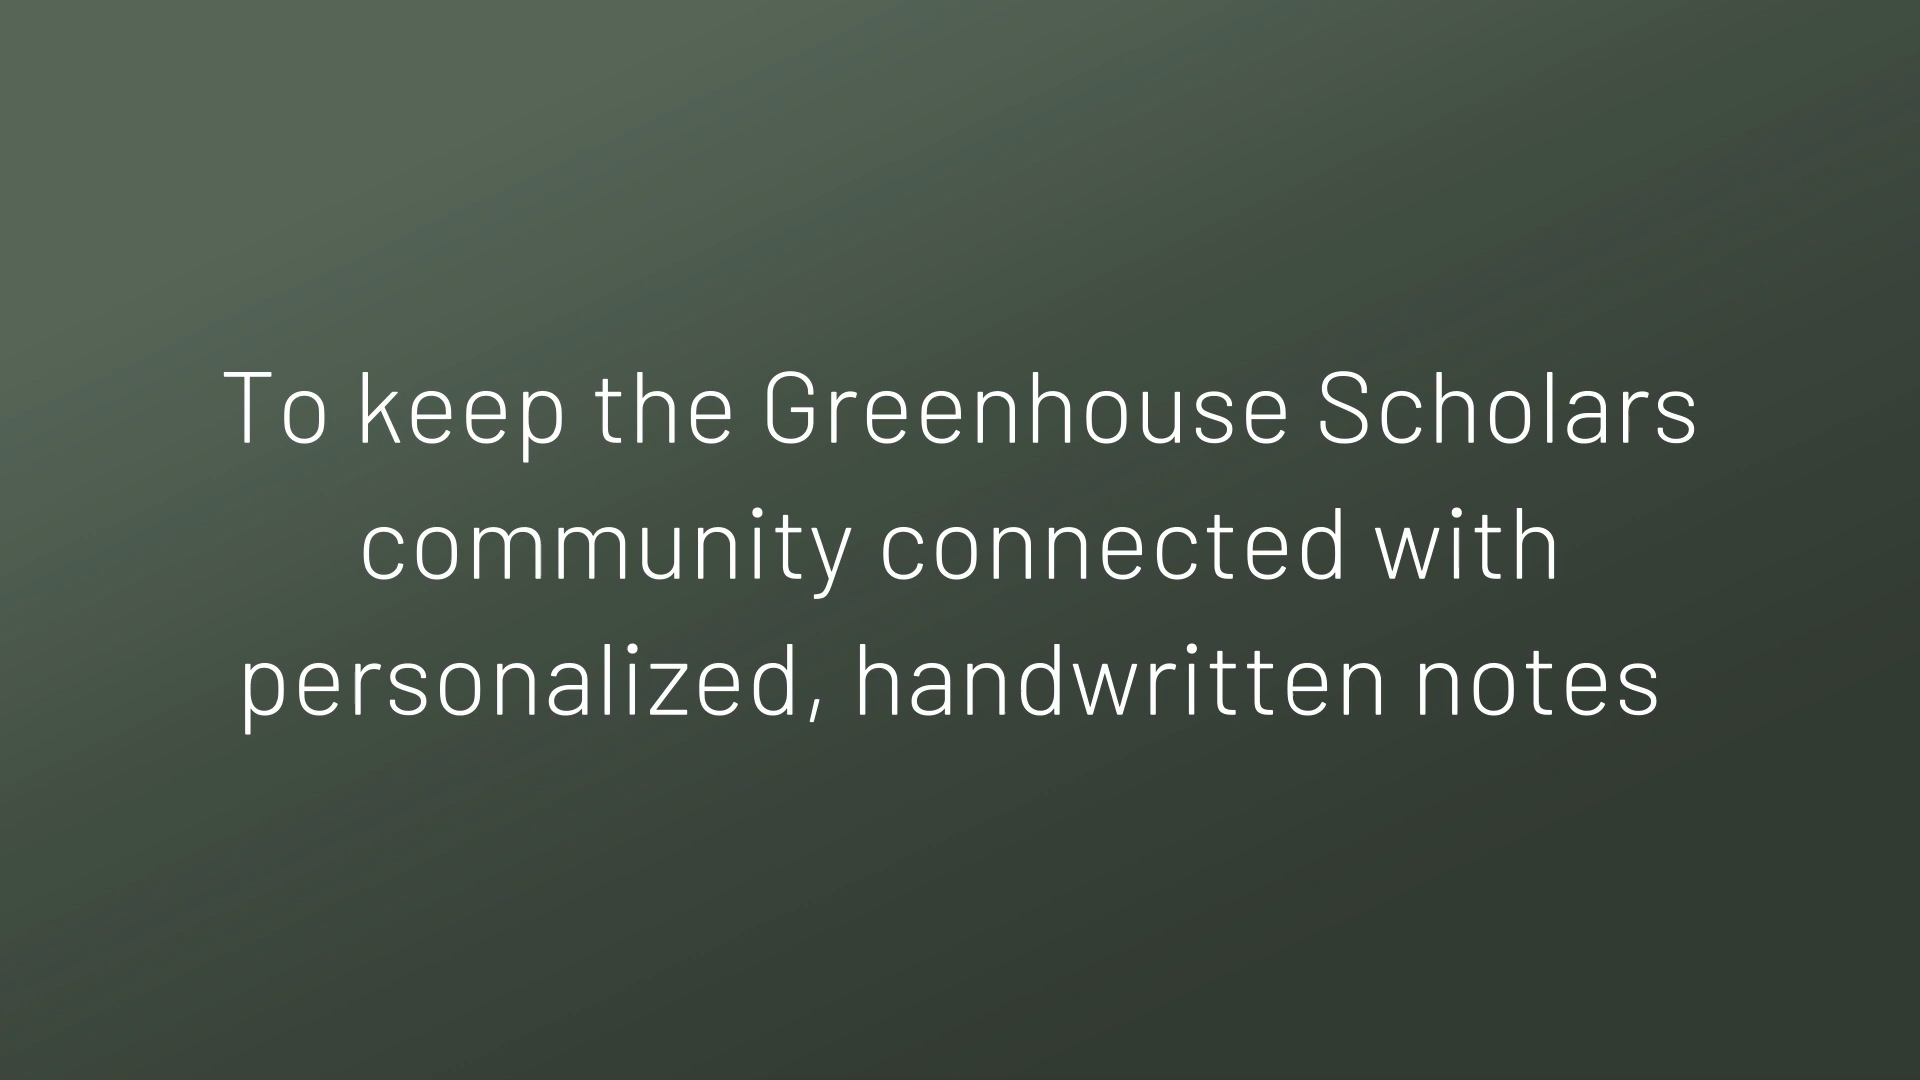 To keep the Greenhouse Scholars
community connected with
personalized, handwritten notes